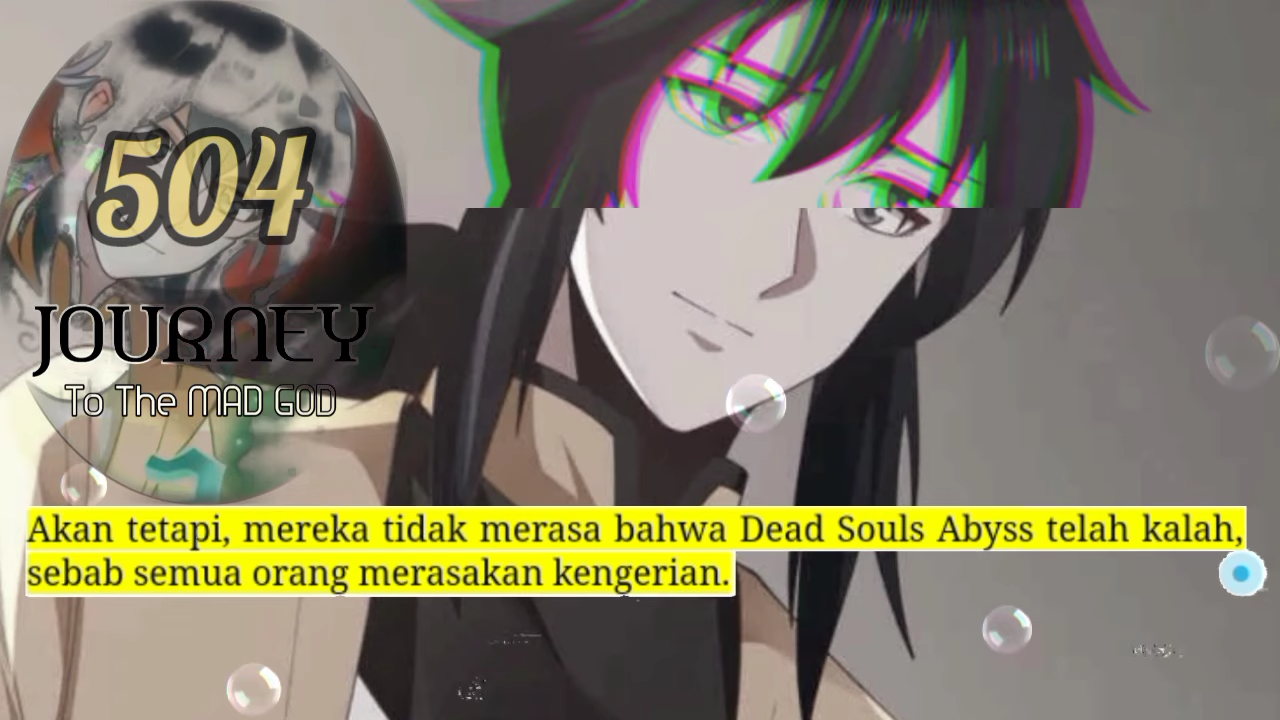 504
JOURNEY
To The MAD GOD
Akan tetapi, mereka tidak merasa bahwa Dead Souls Abyss telah kalah,
sebab semua orang merasakan kengerian.